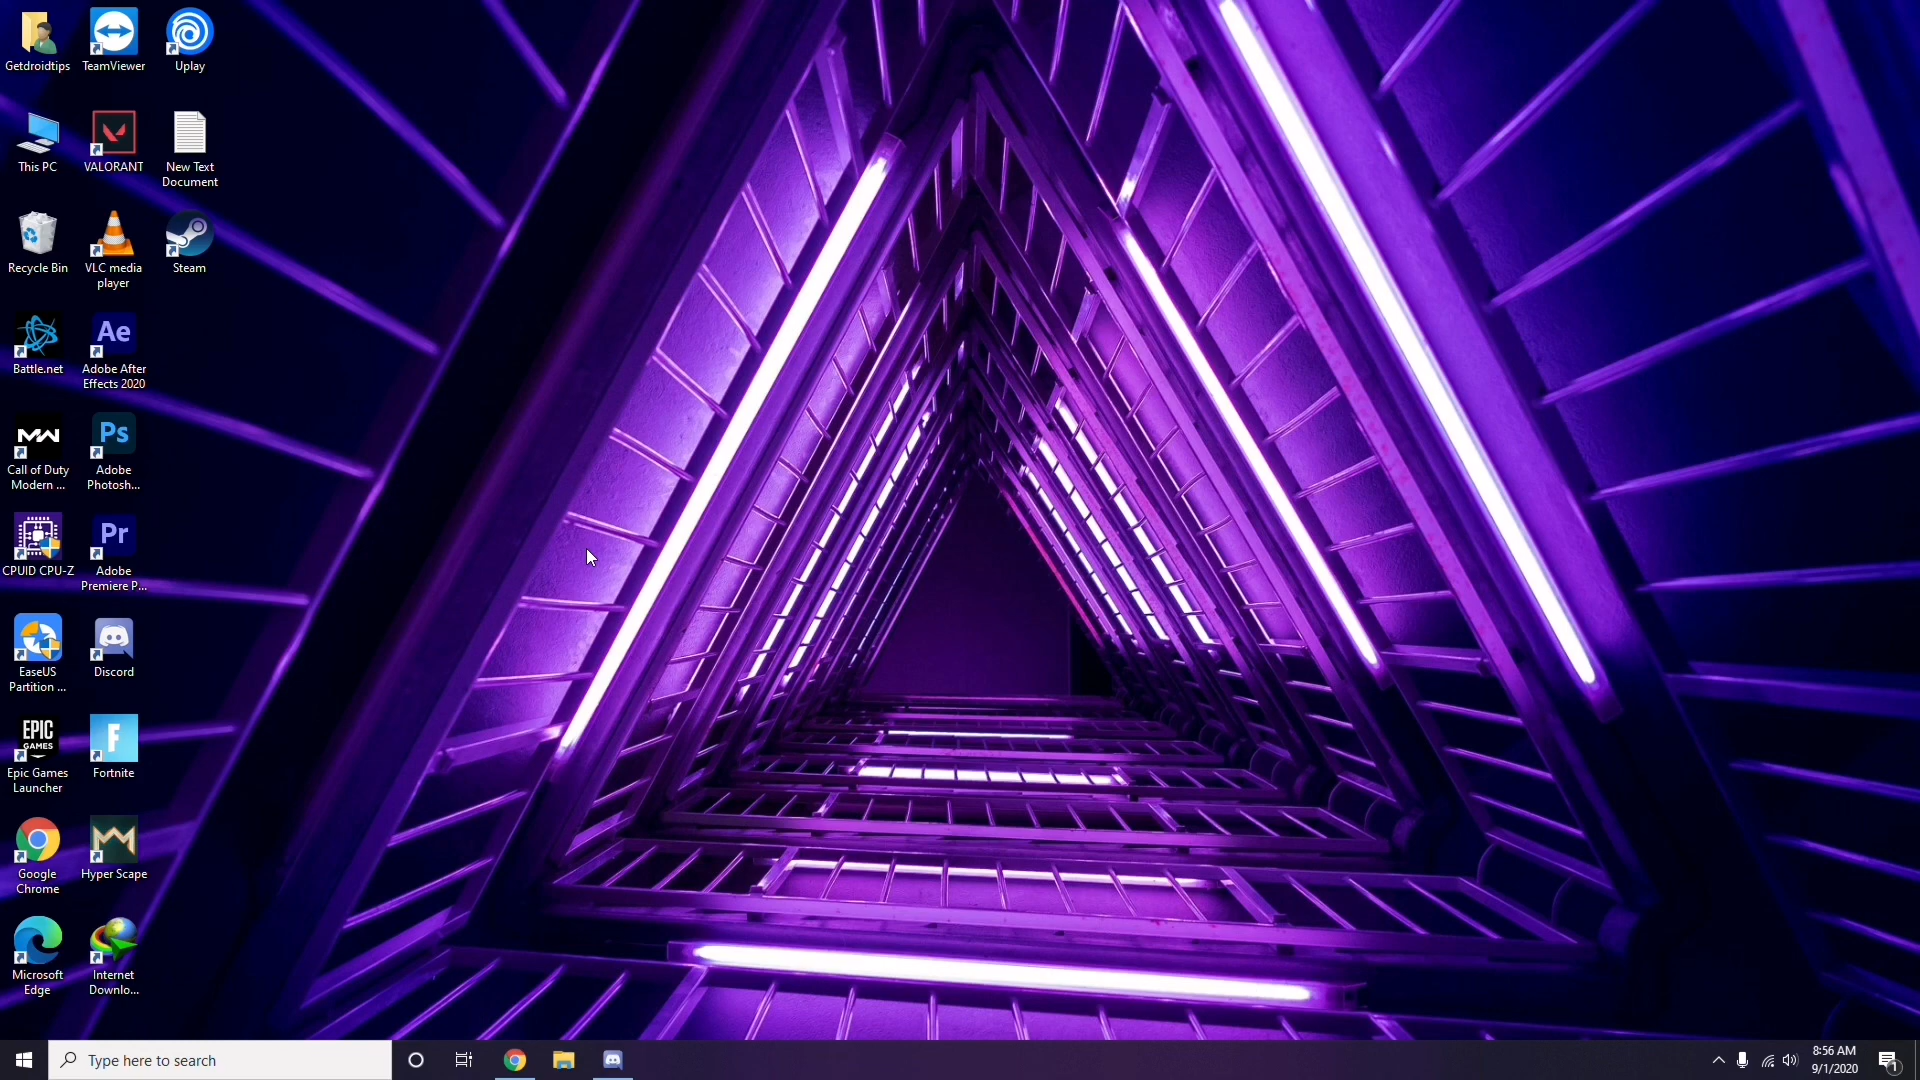 Getdroidtips
TeamViewer
Uplay
This PC
VALORANT
New Text
Document
Recycle Bin
VLC media
player
Steam
Battle.net
Ae
Adobe After
Effects 2020
MW
Call of Duty
Modern ...
Ps
Adobe
Photosh...
CPUID CPU-Z
Pr
Adobe
Premiere P...
EaseUS
Partition ...
Discord
EPIC
GAMES
Epic Games
Launcher
F
Fortnite
Google
Chrome
Hyper Scape
Microsoft
Edge
Internet
Downlo...
Type here to search
8:56 AM
9/1/2020
1